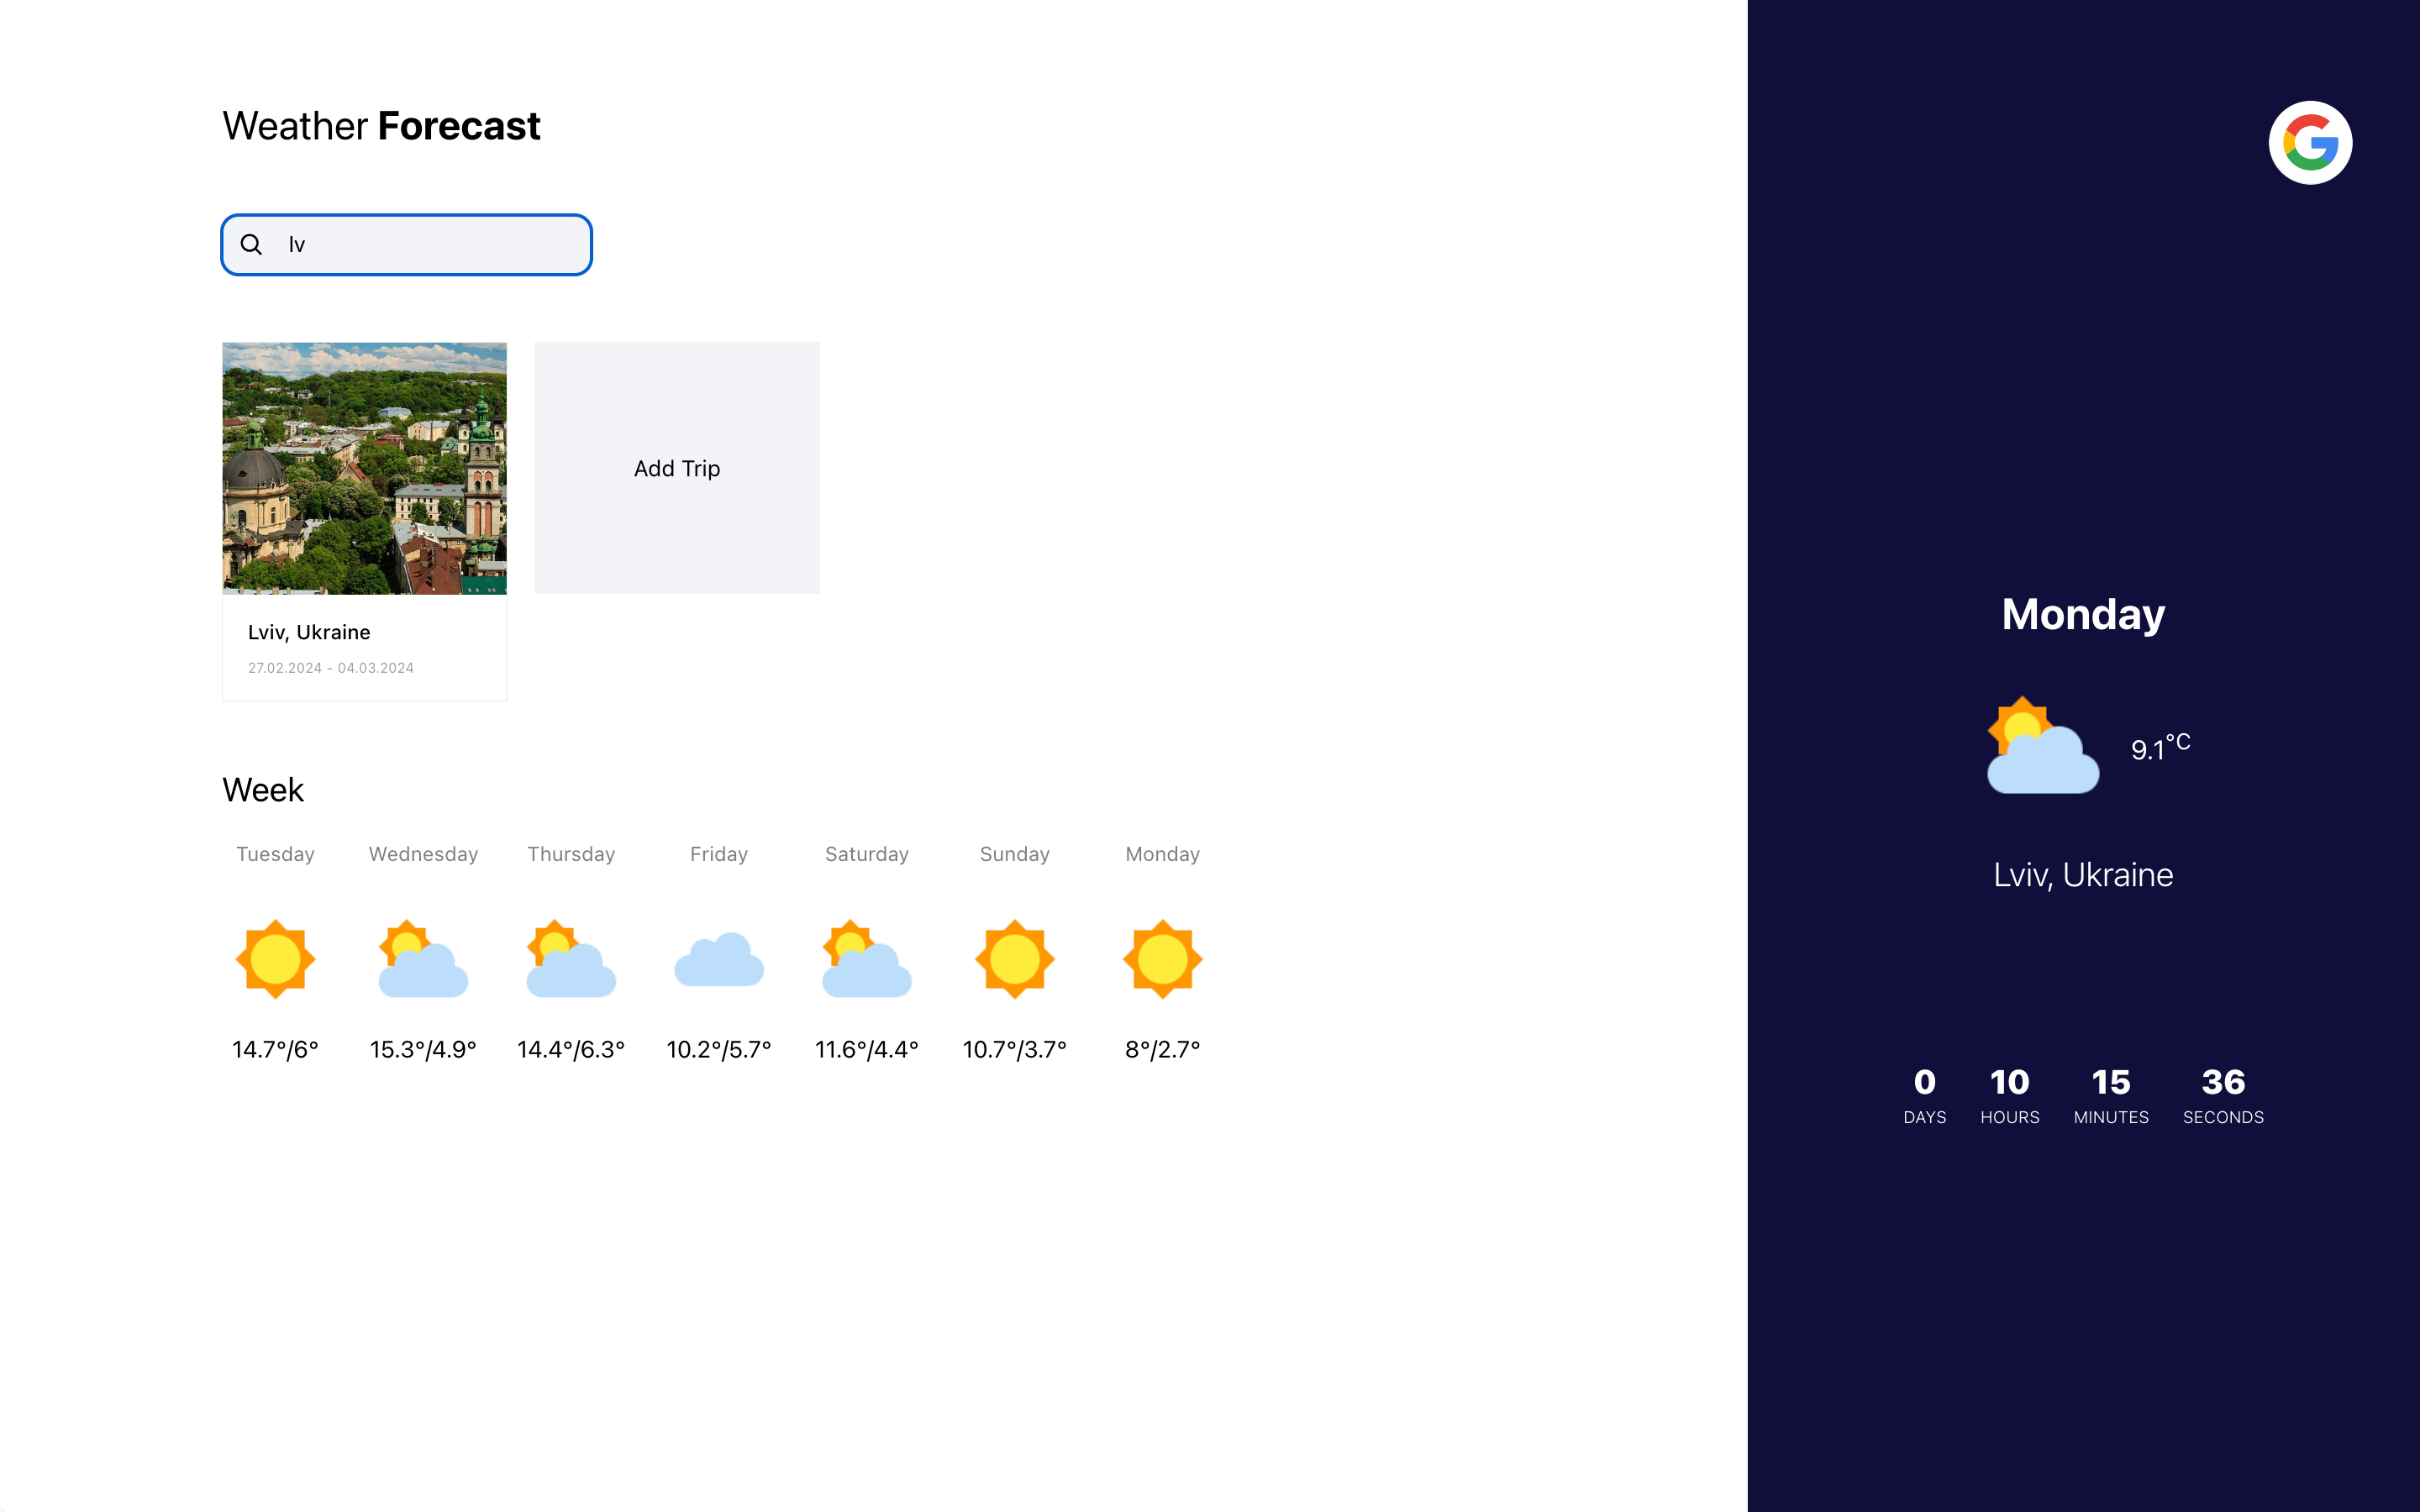 Weather Forecast
lv
Add Trip
Lviv, Ukraine
27.02.2024 - 04.03.2024
Week
Tuesday Wednesday Thursday Friday Saturday Sunday Monday
14.7°/6° 15.3°/4.9° 14.4°/6.3° 10.2°/5.7° 11.6°/4.4° 10.7°/3.7° 8°/2.7°
G
Monday
9.1°C
Lviv, Ukraine
0 10 15 36
DAYS HOURS MINUTES SECONDS